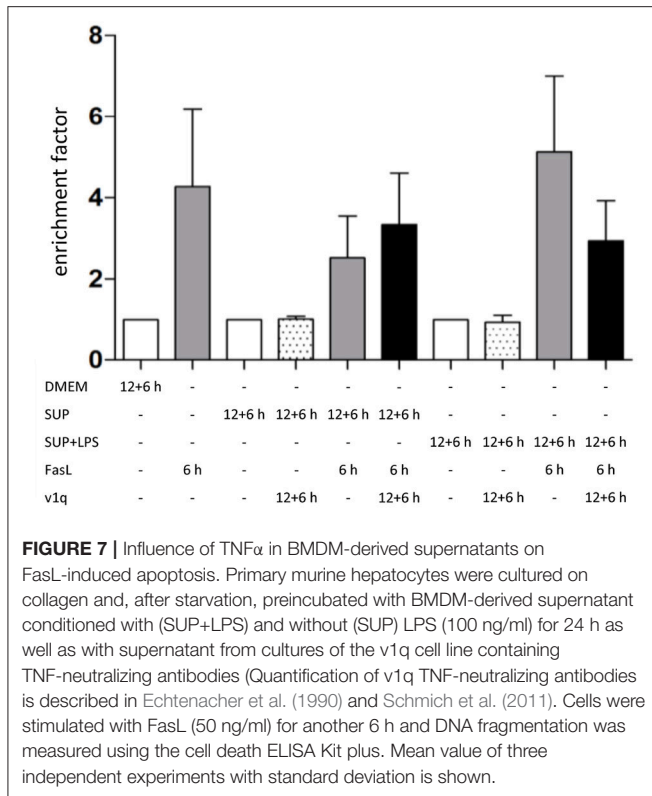 8
6
4
2
0
enrichment factor
DMEM 12+6 h - - - - - - - - -
SUP - - 12+6 h 12+6 h 12+6 h 12+6 h - - - -
SUP+LPS - - - - - - 12+6 h 12+6 h 12+6 h 12+6 h
FasL - 6 h - - 6 h 6 h - - 6 h 6 h
v1q - - - 12+6 h - 12+6 h - 12+6 h - 12+6 h
FIGURE 7 | Influence of TNFα in BMDM-derived supernatants on
FasL-induced apoptosis. Primary murine hepatocytes were cultured on
collagen and, after starvation, preincubated with BMDM-derived supernatant
conditioned with (SUP+LPS) and without (SUP) LPS (100 ng/ml) for 24 h as
well as with supernatant from cultures of the v1q cell line containing
TNF-neutralizing antibodies (Quantification of v1q TNF-neutralizing antibodies
is described in Echtenacher et al. (1990) and Schmich et al. (2011). Cells were
stimulated with FasL (50 ng/ml) for another 6 h and DNA fragmentation was
measured using the cell death ELISA Kit plus. Mean value of three
independent experiments with standard deviation is shown.